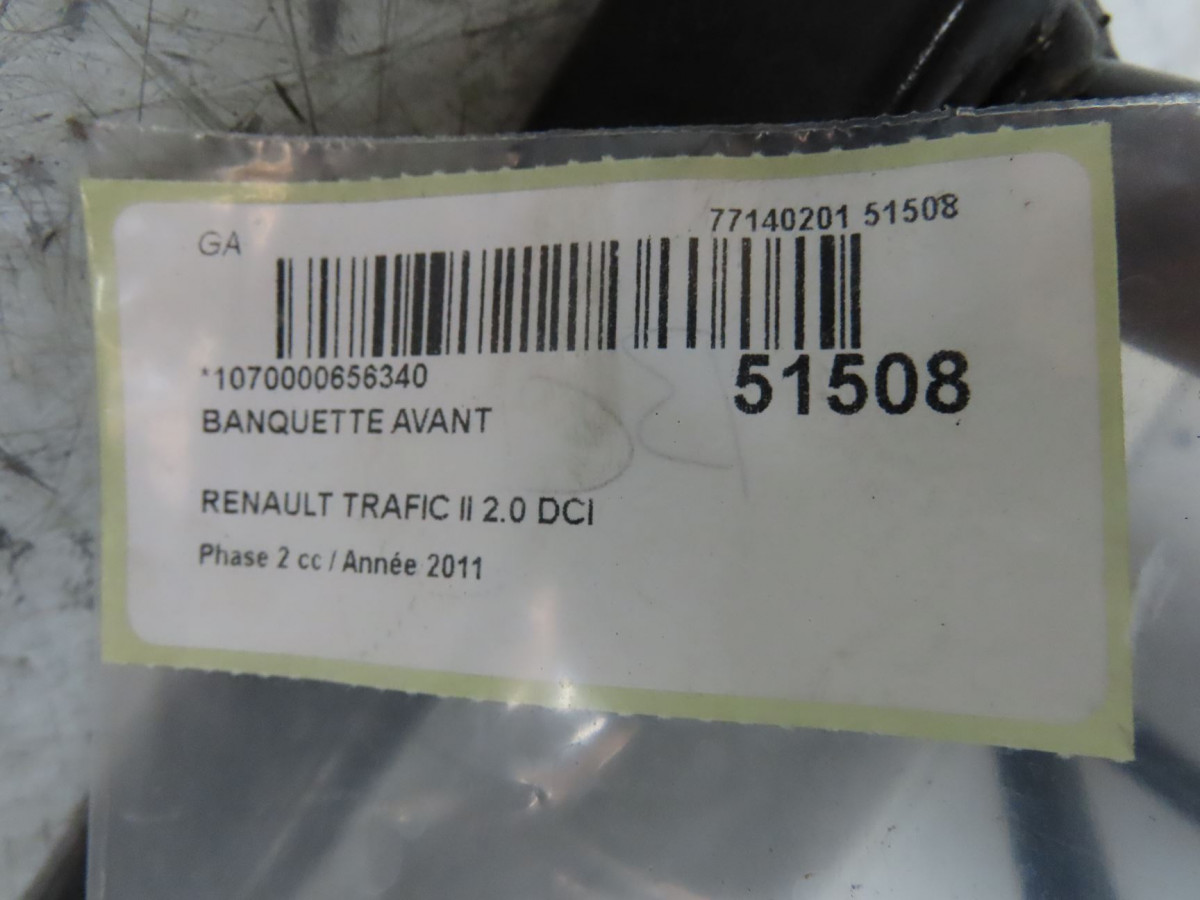 77140201 51508
GA
*1070000656340
51508
BANQUETTE AVANT
RENAULT TRAFIC II 2.0 DCI
Phase 2 cc / Année 2011